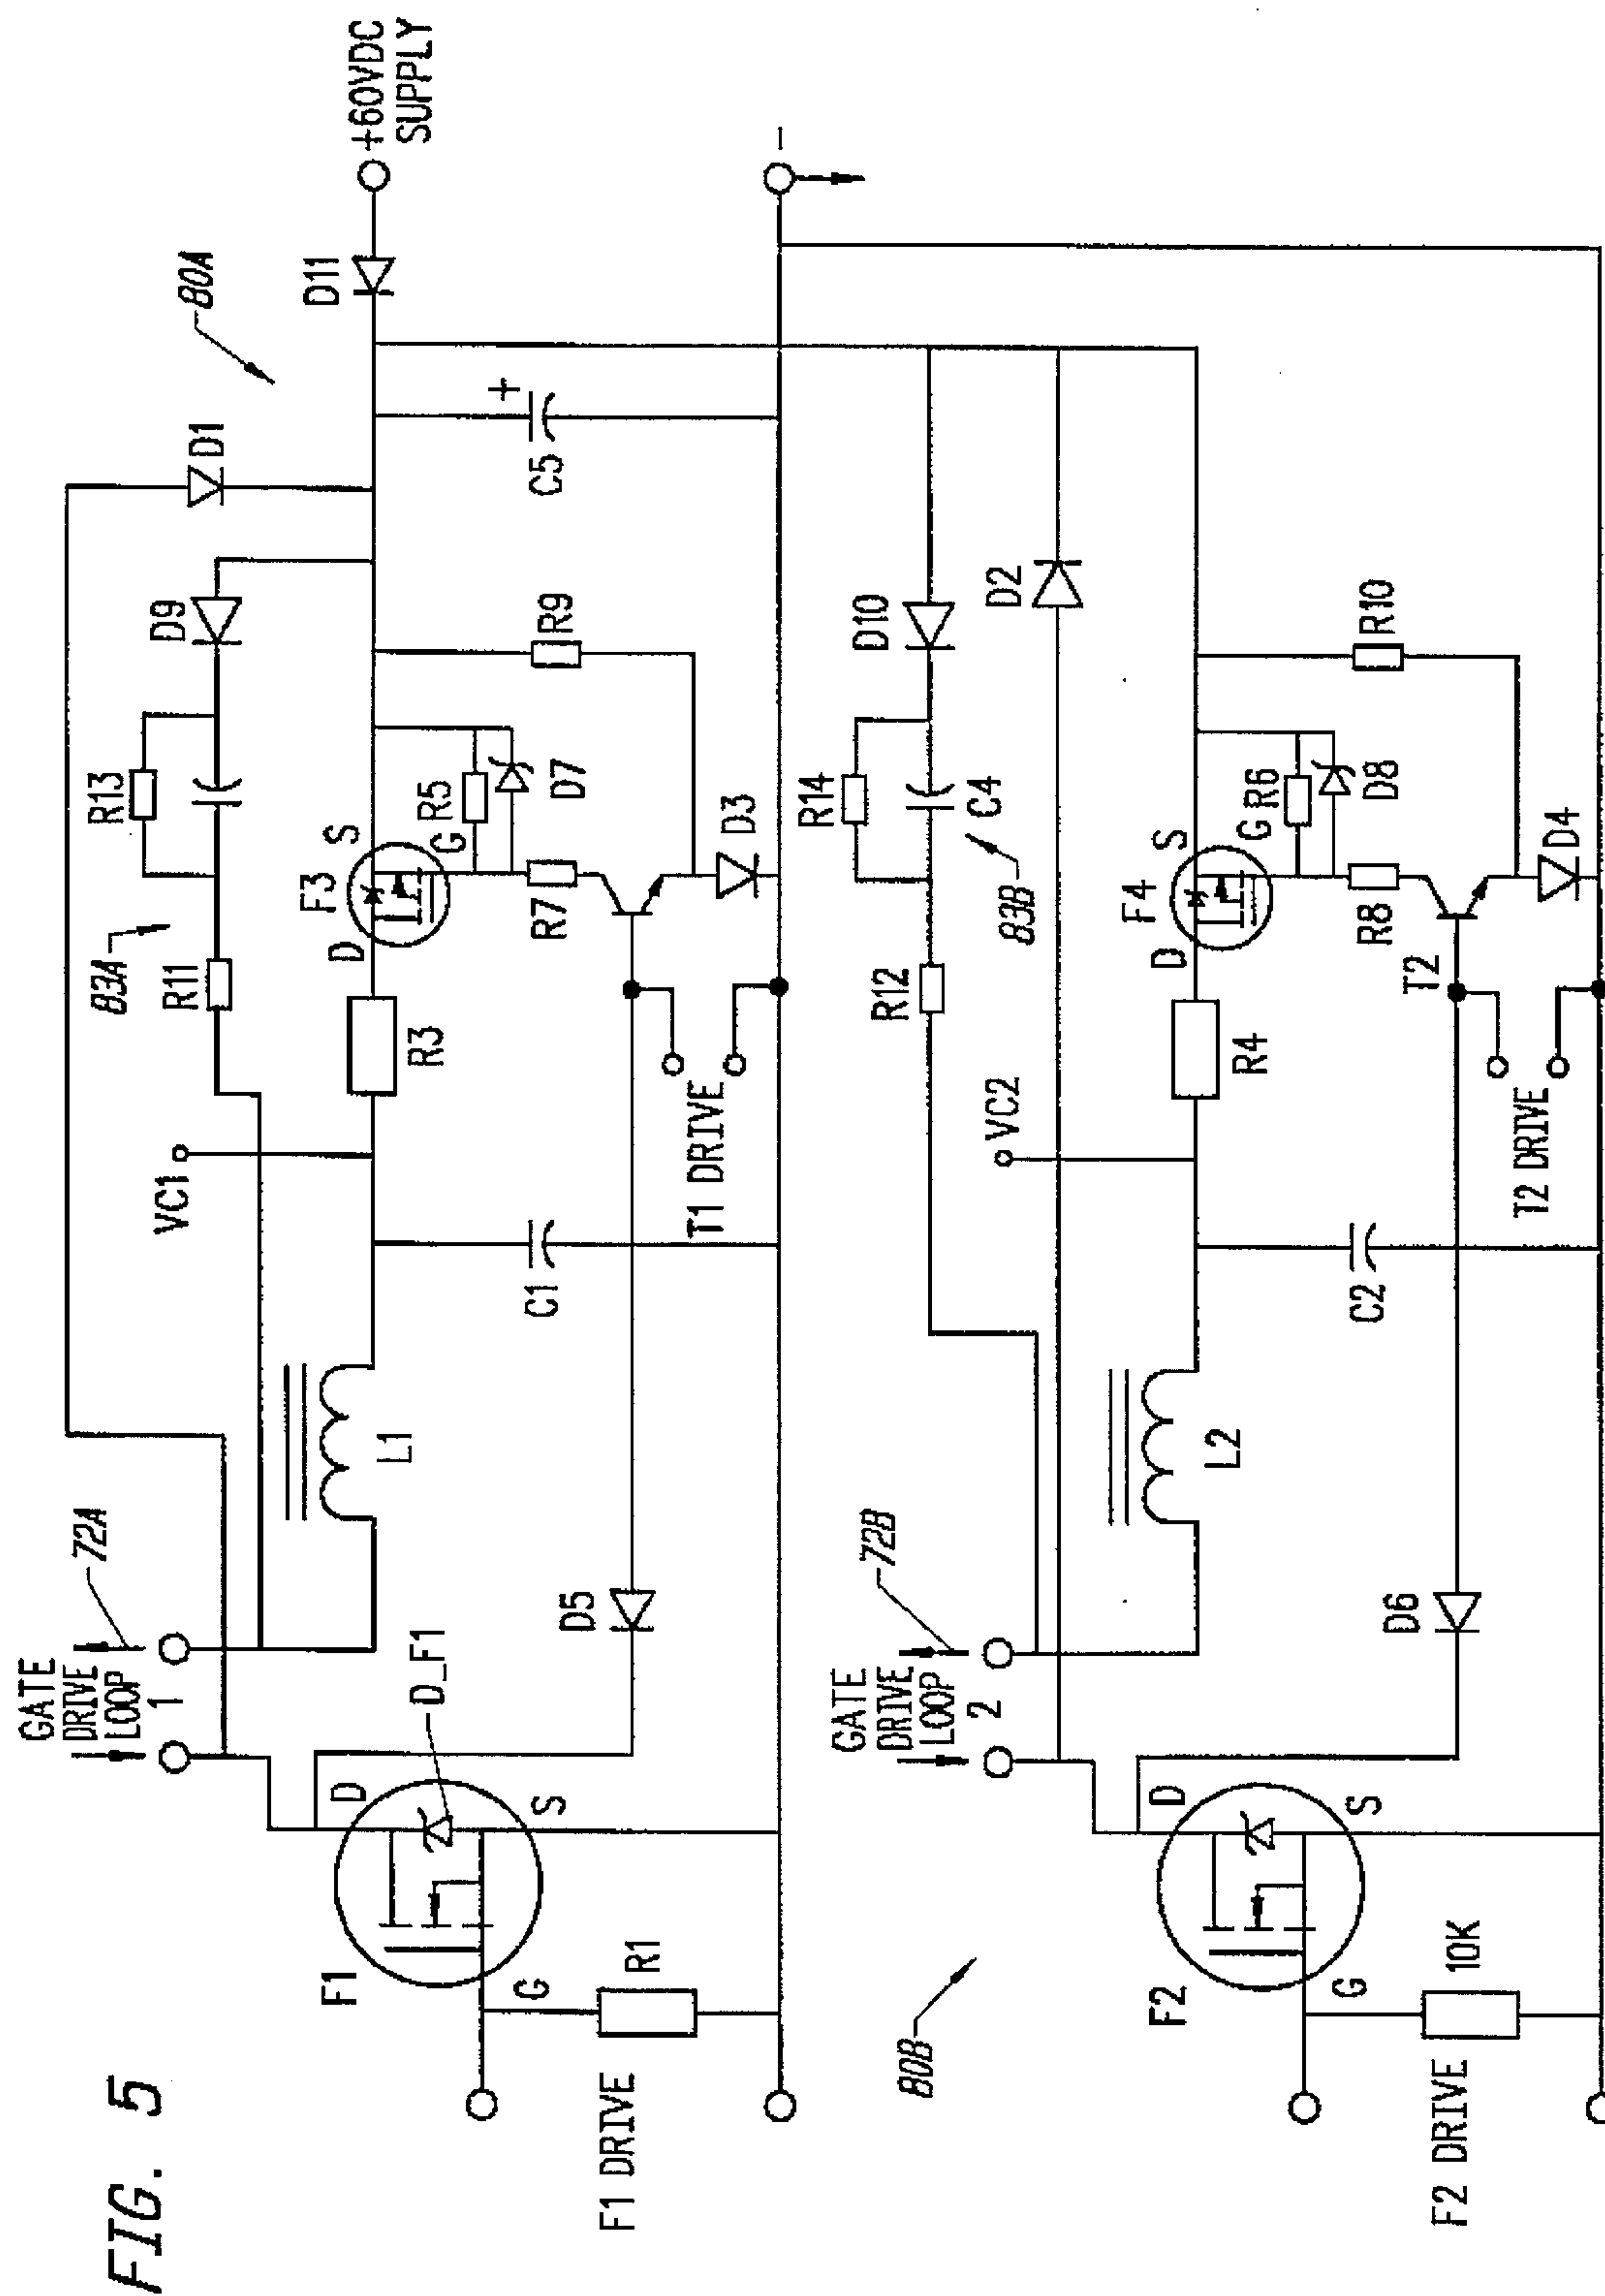 FIG. 5
+60VDC
SUPPLY
80A
D11
D1
+
C5
D9
R13
R9
83A
R11
F3
S
D
G
R5
D7
R7
D3
R3
VC1
T1 DRIVE
C1
L1
72A
GATE
DRIVE
LOOP
1
D5
D_F1
D
S
F1
G
R1
F1 DRIVE
-
D10
D2
R14
C4
83B
R12
R10
F4
S
D
G
R6
D8
R8
D4
T2
R4
VC2
T2 DRIVE
C2
L2
72B
GATE
DRIVE
LOOP
2
D6
D
S
F2
G
10K
80B
F2 DRIVE